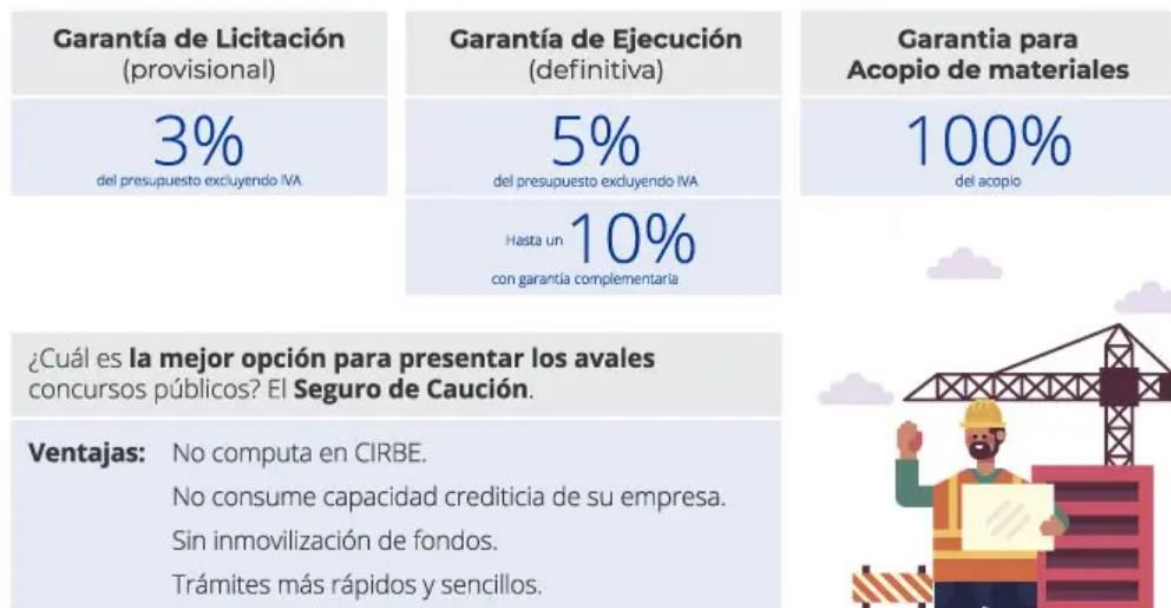 Garantía de Licitación
(provisional)
3%
del presupuesto excluyendo IVA
Garantía de Ejecución
(definitiva)
5%
del presupuesto excluyendo IVA
Hasta un 10%
con garantía complementaria
Garantia para
Acopio de materiales
100%
del acopio
¿Cuál es la mejor opción para presentar los avales
concursos públicos? El Seguro de Caución.
Ventajas: No computa en CIRBE.
No consume capacidad crediticia de su empresa.
Sin inmovilización de fondos.
Trámites más rápidos y sencillos.